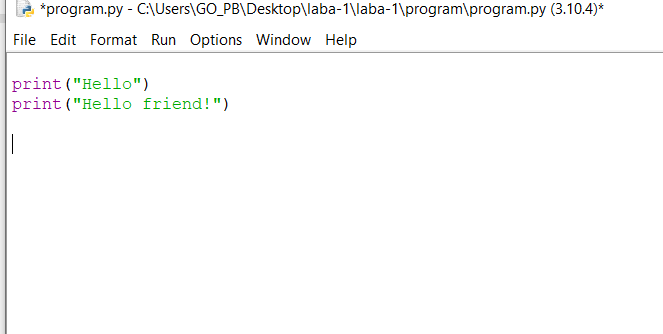 *program.py - C:\Users\GO_PB\Desktop\laba-1\laba-1\program\program.py (3.10.4)*
File Edit Format Run Options Window Help
print("Hello")
print("Hello friend!")